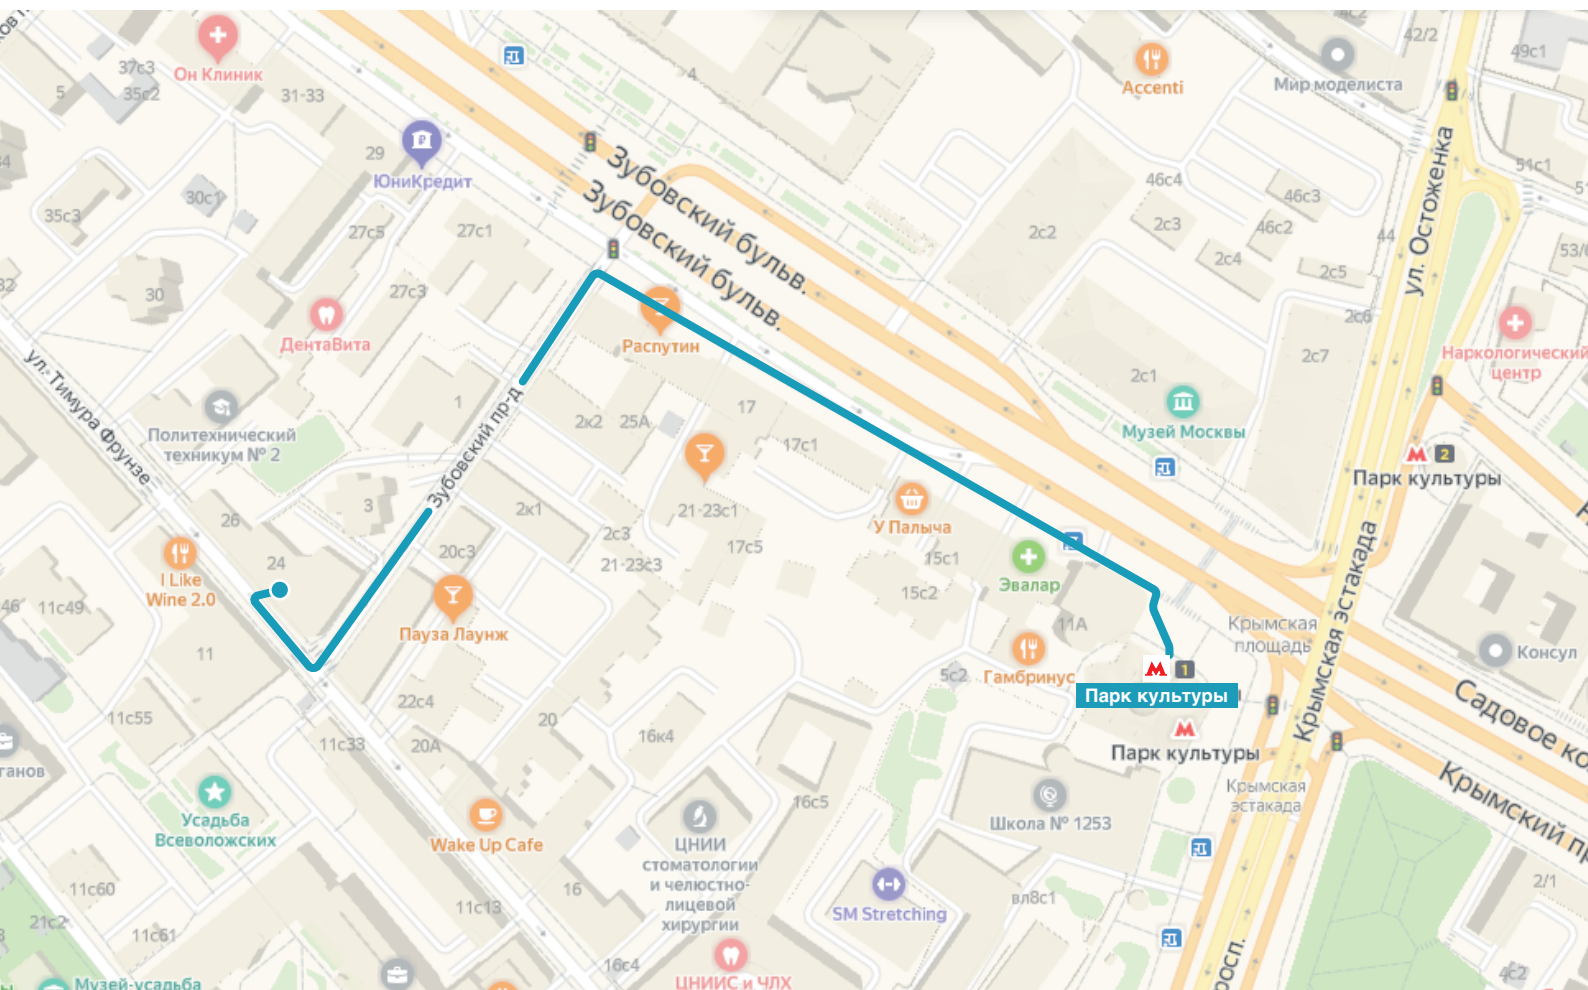 4с2
42/2
Он Клиник
37с3
35с2
5
31-33
4
Accenti
Мир моделиста
49с1
29
ЮниКредит
30с1
35с3
27с5
27с1
27с3
30
ДентаВита
Зубовский бульв.
Зубовский бульв.
46с4
46с3
2с3
46с2
2с2
2с4
2с5
44
51с1
ул. Остоженка
2с6
2с7
Наркологический
центр
Распутин
2с1
Музей Москвы
ул. Тимура Фрунзе
Политехнический
техникум № 2
1
Зубовский пр-д
2к2
25А
17
17с1
2
Парк культуры
3
26
2к1
21-23с1
У Палыча
2с3
24
20с3
21-23с3
17с5
15с1
15с2
Эвалар
I Like
Wine 2.0
46
11с49
Пауза Лаунж
11А
Крымская
площадь
Крымская эстакада
11
Гамбринус
5с2
1
Парк культуры
Консул
Садовое ко
22с4
11с55
20
16к4
11с33
20А
Парк культуры
ганов
Крымская
эстакада
Крымский пр
Усадьба
Всеволожских
Wake Up Cafe
16с5
ЦНИИ
стоматологии
и челюстно-
лицевой
хирургии
Школа № 1253
11с60
16
11с13
SM Stretching
вл8с1
2/1
21с2
11с61
16с4
ЦНИИС и ЧЛХ
Музей-усадьба
4с2
росп.